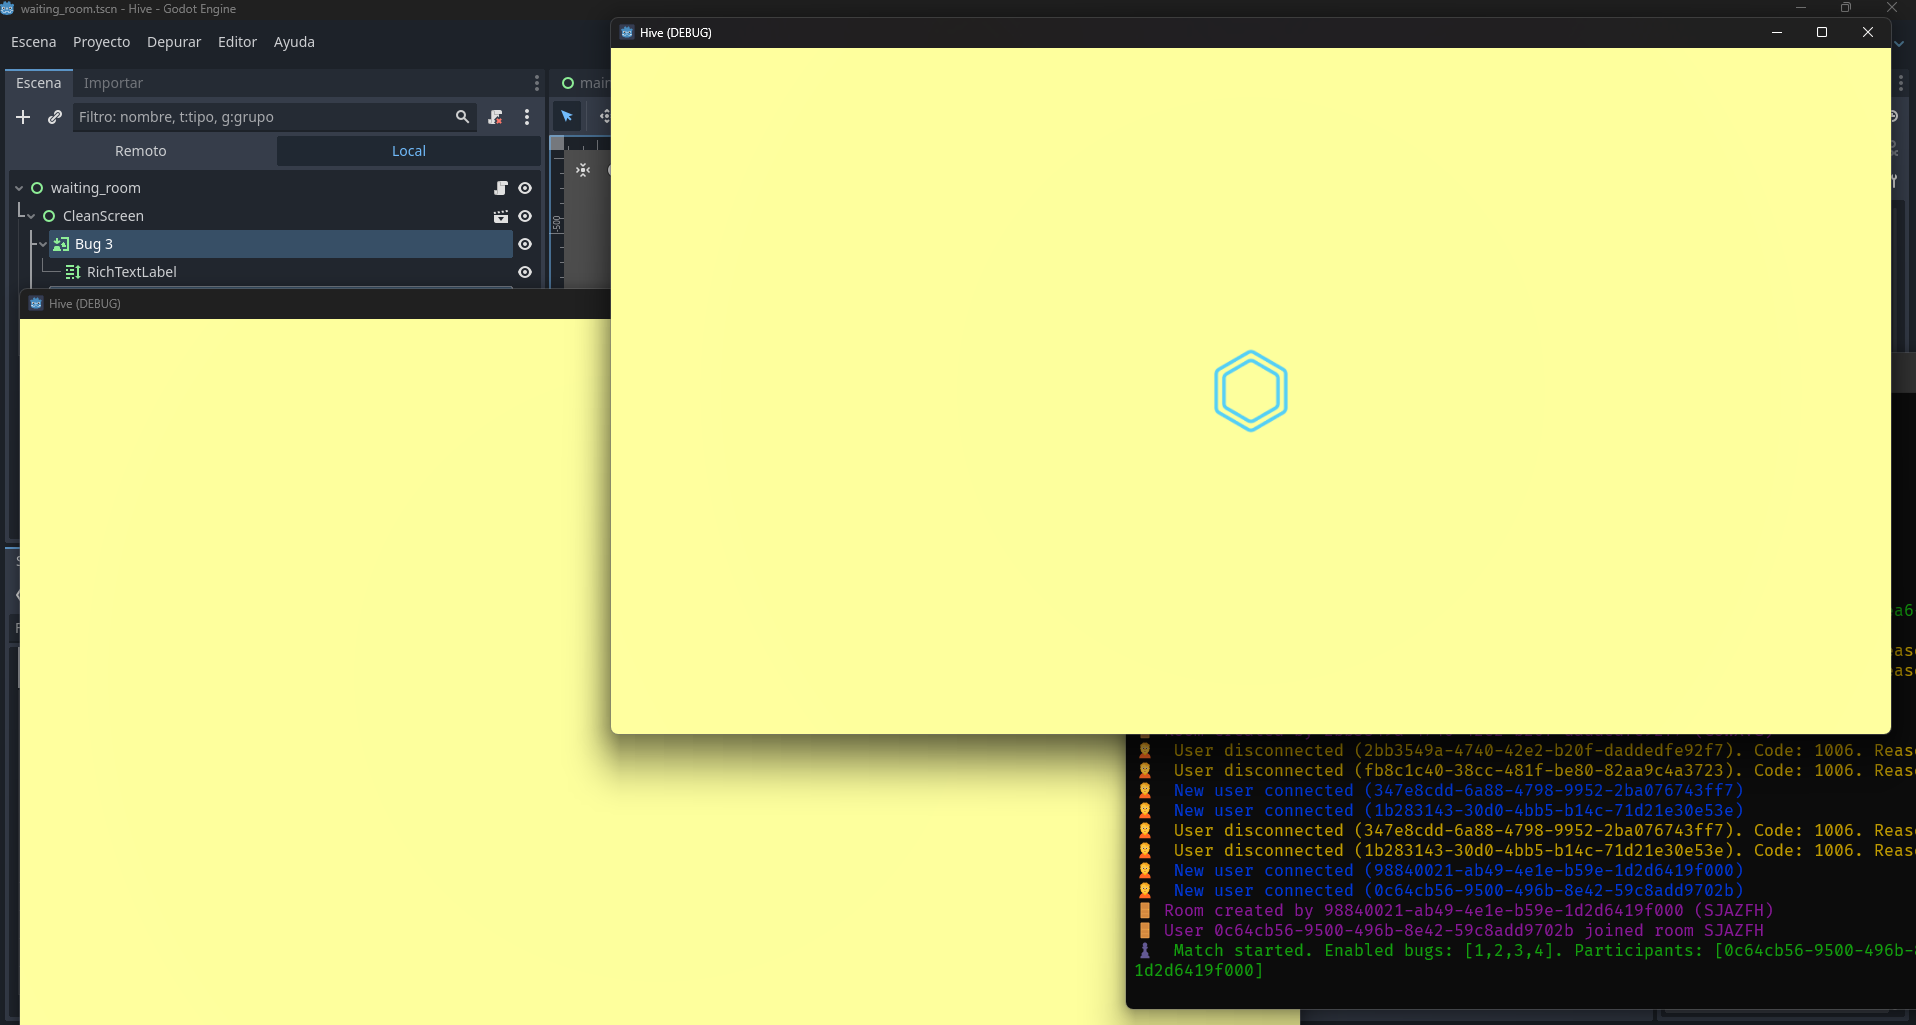 waiting_room.tscn - Hive - Godot Engine
Escena Proyecto Depurar Editor Ayuda
Hive (DEBUG)
Escena Importar
main
Filtro: nombre, t:tipo, g:grupo
Remoto Local
waiting_room
CleanScreen
Bug 3
RichTextLabel
-500
Hive (DEBUG)
User disconnected (2bb3549a-4740-42e2-b20f-daddedfe92f7). Code: 1006. Reas
User disconnected (fb8c1c40-38cc-481f-be80-82aa9c4a3723). Code: 1006. Reas
New user connected (347e8cdd-6a88-4798-9952-2ba076743ff7)
New user connected (1b283143-30d0-4bb5-b14c-71d21e30e53e)
User disconnected (347e8cdd-6a88-4798-9952-2ba076743ff7). Code: 1006. Reas
User disconnected (1b283143-30d0-4bb5-b14c-71d21e30e53e). Code: 1006. Reas
New user connected (98840021-ab49-4e1e-b59e-1d2d6419f000)
New user connected (0c64cb56-9500-496b-8e42-59c8add9702b)
Room created by 98840021-ab49-4e1e-b59e-1d2d6419f000 (SJAZFH)
User 0c64cb56-9500-496b-8e42-59c8add9702b joined room SJAZFH
Match started. Enabled bugs: [1,2,3,4]. Participants: [0c64cb56-9500-496b-
1d2d6419f000]